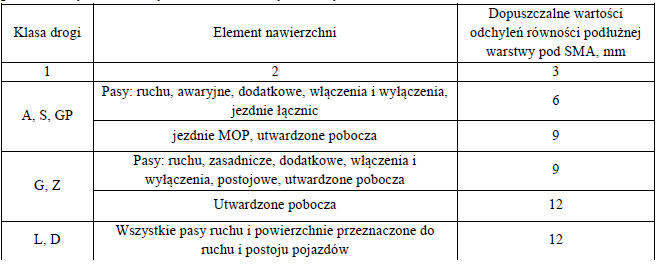 Klasa drogi
Element nawierzchni
Dopuszczalne wartości
odchyleń równości podłużnej
warstwy pod SMA, mm
1
2
3
A, S, GP
Pasy: ruchu, awaryjne, dodatkowe, włączenia i wyłączenia,
jezdnie łącznic
6
jezdnie MOP, utwardzone pobocza
9
G, Z
Pasy: ruchu, zasadnicze, dodatkowe, włączenia i
wyłączenia, postojowe, utwardzone pobocza
9
Utwardzone pobocza
12
L, D
Wszystkie pasy ruchu i powierzchnie przeznaczone do
ruchu i postoju pojazdów
12